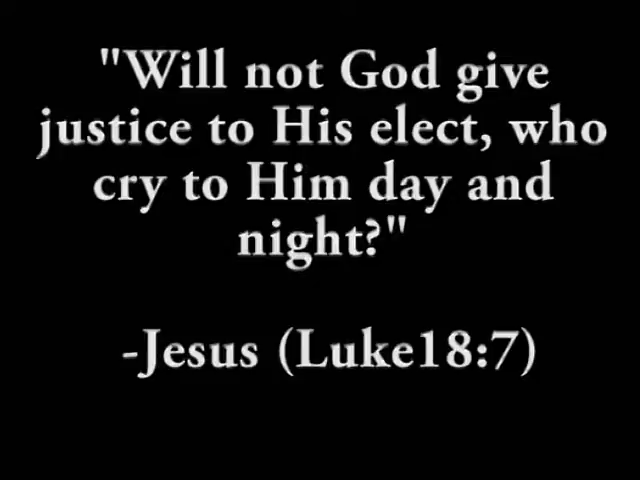 "Will not God give
justice to His elect, who
cry to Him day and
night?"
-Jesus (Luke18:7)